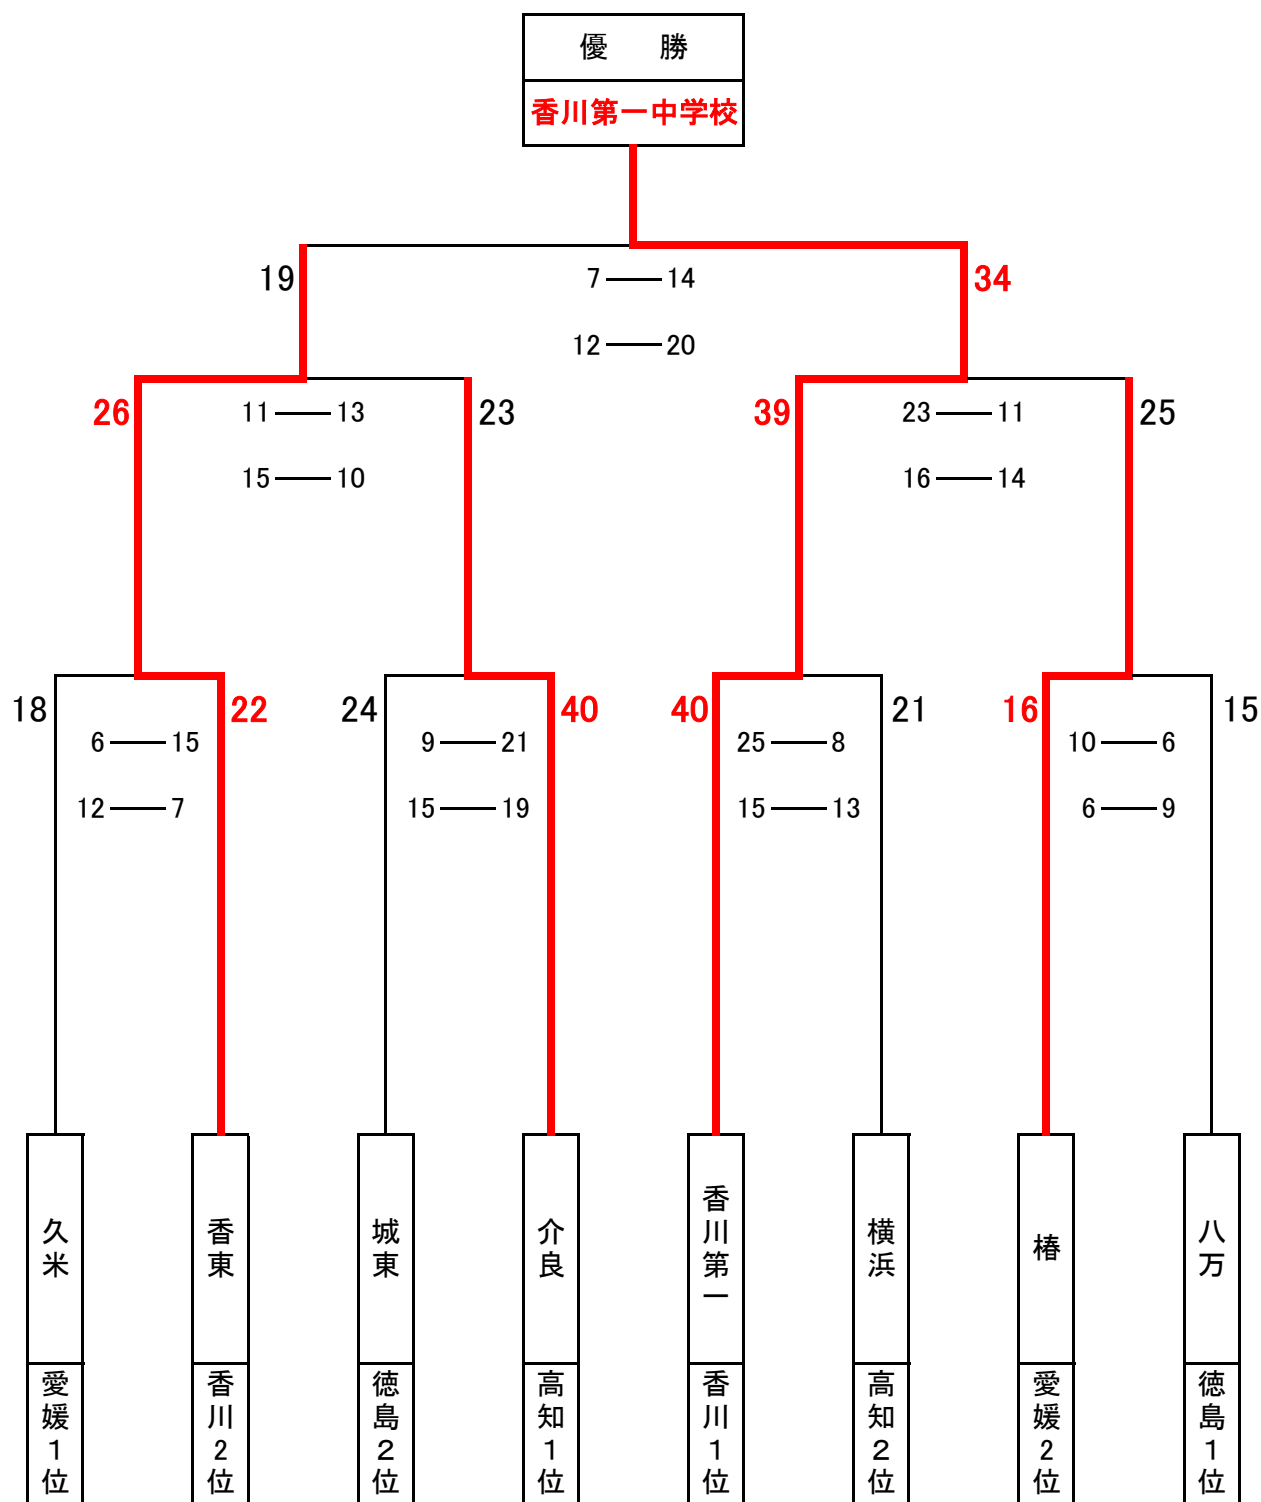 優　勝
香川第一中学校
19
7 14
34
12 20
26
11 13
23
39
23 11
25
15 10
16 14
18
22
24
40
40
21
16
15
6 15
9 21
25 8
10 6
12 7
15 19
15 13
6 9
久米
香東
城東
介良
香川第一
横浜
椿
八万
愛媛1位
香川2位
徳島2位
高知1位
香川1位
高知2位
愛媛2位
徳島1位